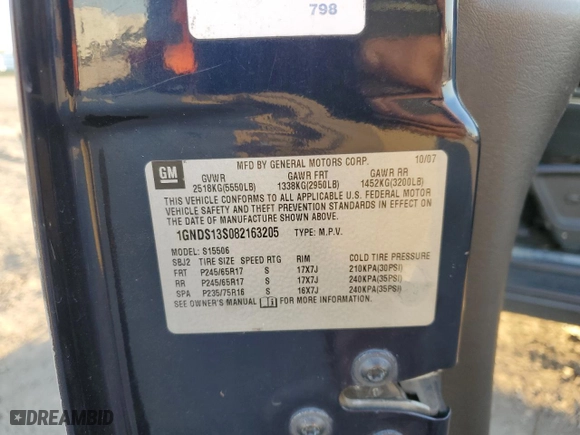 798
GM
MFD BY GENERAL MOTORS CORP.
10/07
GVWR GAWR FRT GAWR RR
2518KG(5550LB) 1338KG(2950LB) 1452KG(3200LB)
THIS VEHICLE CONFORMS TO ALL APPLICABLE U.S. FEDERAL MOTOR
VEHICLE SAFETY AND THEFT PREVENTION STANDARDS IN EFFECT ON
THE DATE OF MANUFACTURE SHOWN ABOVE.
1GNDS13S082163205 TYPE: M.P.V.
MODEL: S15506
SBJ2 TIRE SIZE SPEED RTG RIM COLD TIRE PRESSURE
FRT P245/65R17 S 17X7J 210KPA(30PSI)
RR P245/65R17 S 17X7J 240KPA(35PSI)
SPA P235/75R16 S 16X7J 240KPA(35PSI)
SEE OWNER'S MANUAL FOR MORE INFORMATION.
DREAMBID